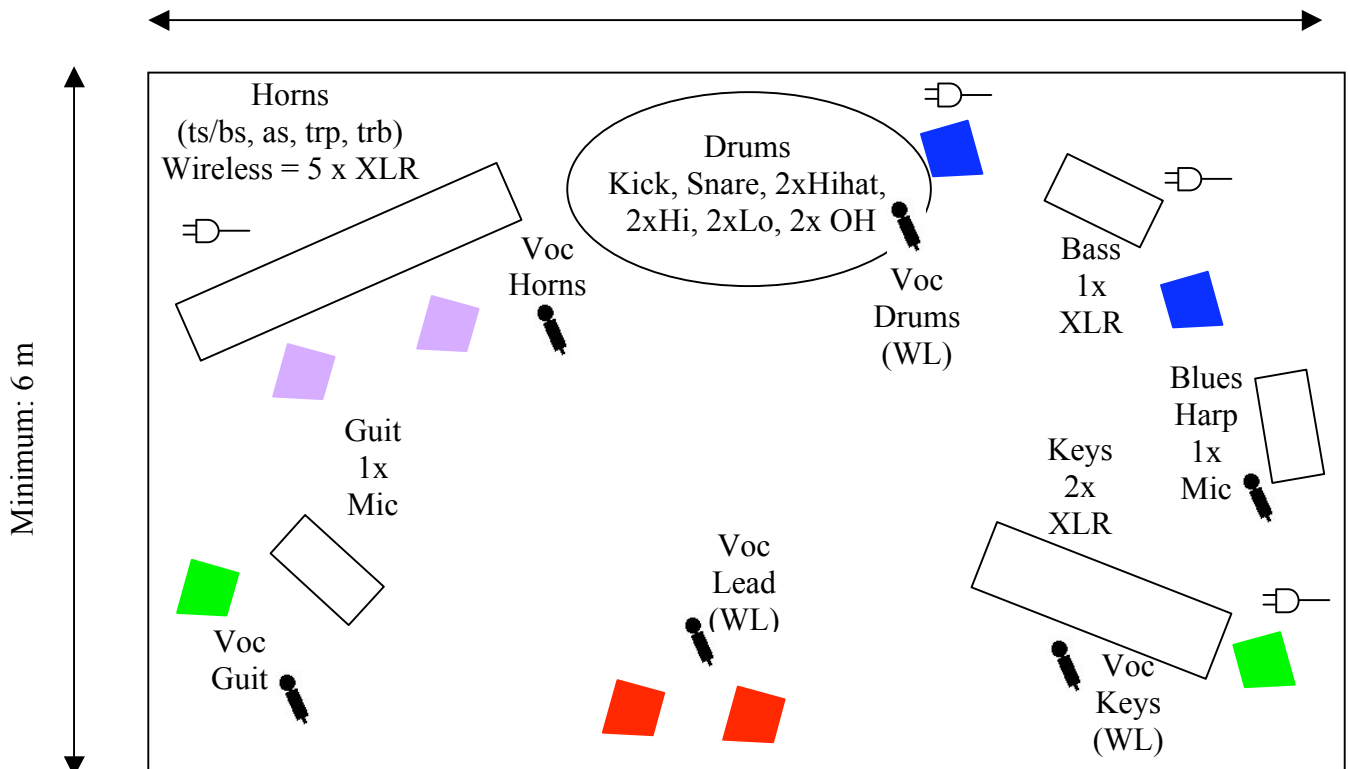 Horns
(ts/bs, as, trp, trb)
Wireless = 5 x XLR
Drums
Kick, Snare, 2xHihat,
2xHi, 2xLo, 2x OH
Voc
Horns
Voc
Drums
(WL)
Bass
1x
XLR
Blues
Harp
1x
Mic
Minimum: 6 m
Guit
1x
Mic
Keys
2x
XLR
Voc
Lead
(WL)
Voc
Guit
Voc
Keys
(WL)